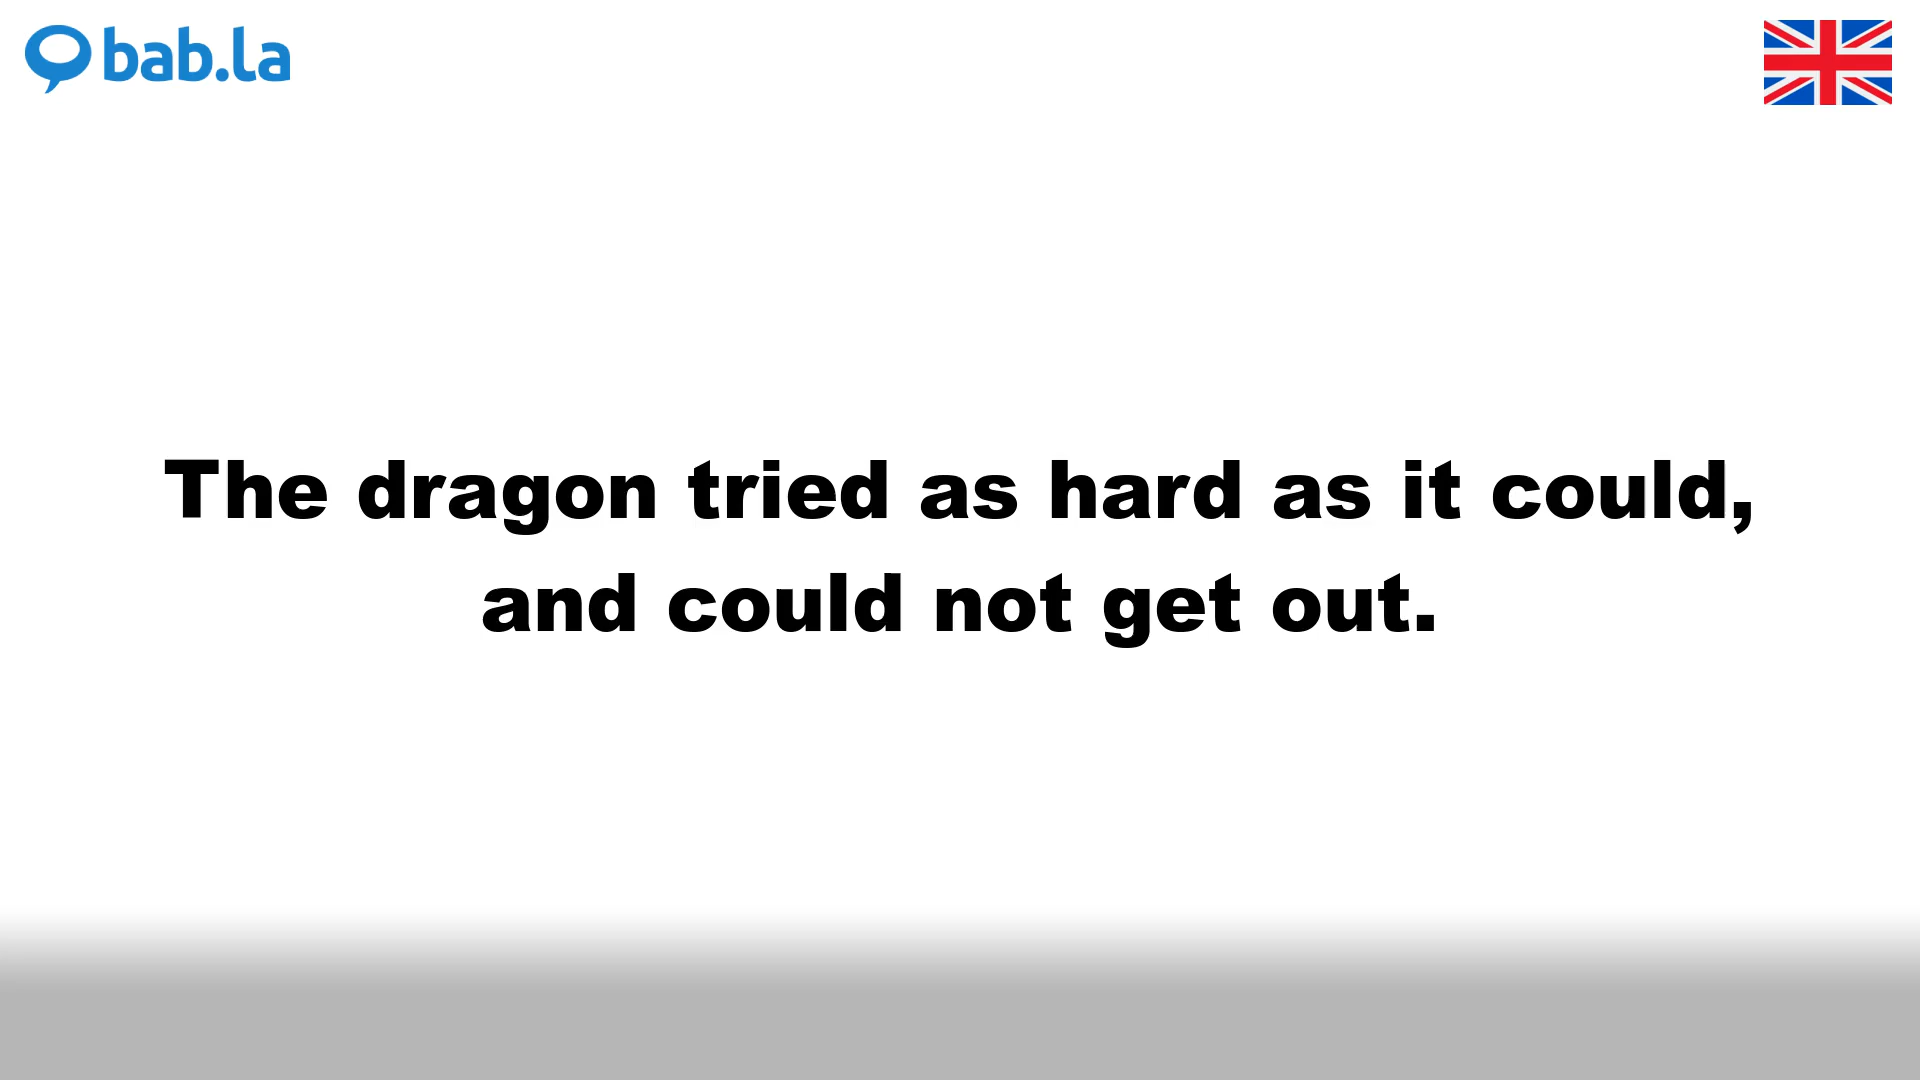 bab.la
The dragon tried as hard as it could,
and could not get out.